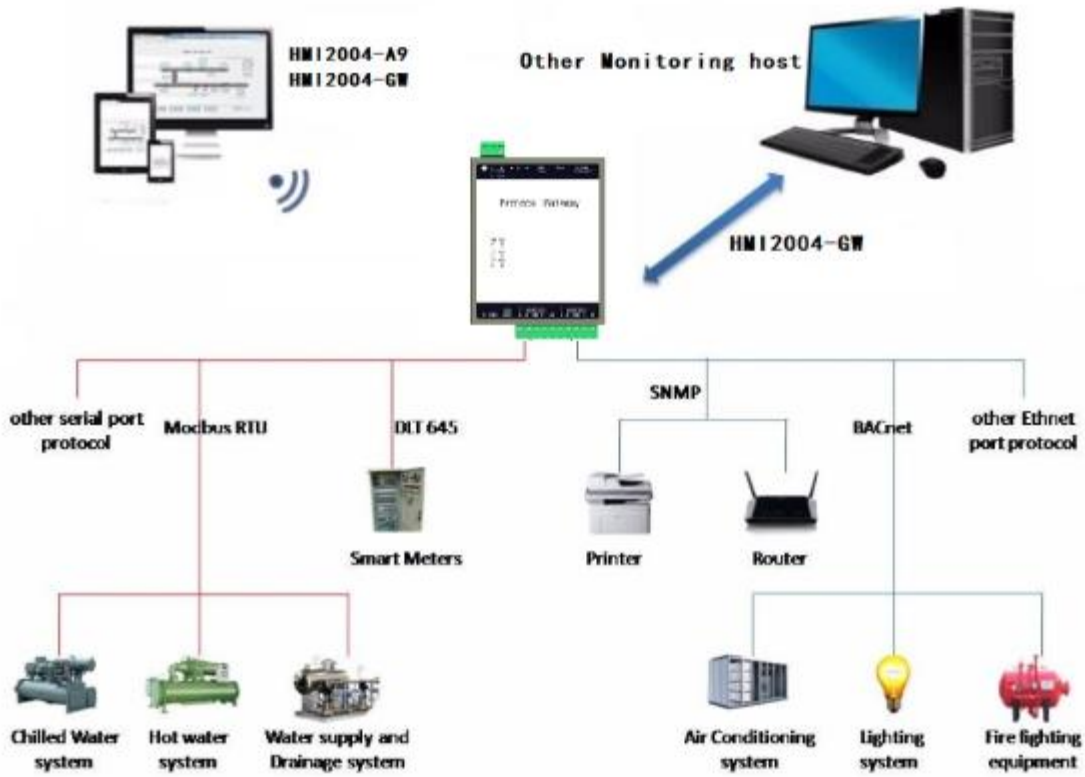 HMI2004-A9
HMI2004-GW
Other Monitoring host
HMI2004-GW
other serial port
protocol
Modbus RTU
DLT 645
SNMP
BACnet
other Ethnet
port protocol
Smart Meters
Printer
Router
Chilled Water
system
Hot water
system
Water supply and
Drainage system
Air Conditioning
system
Lighting
system
Fire fighting
equipment